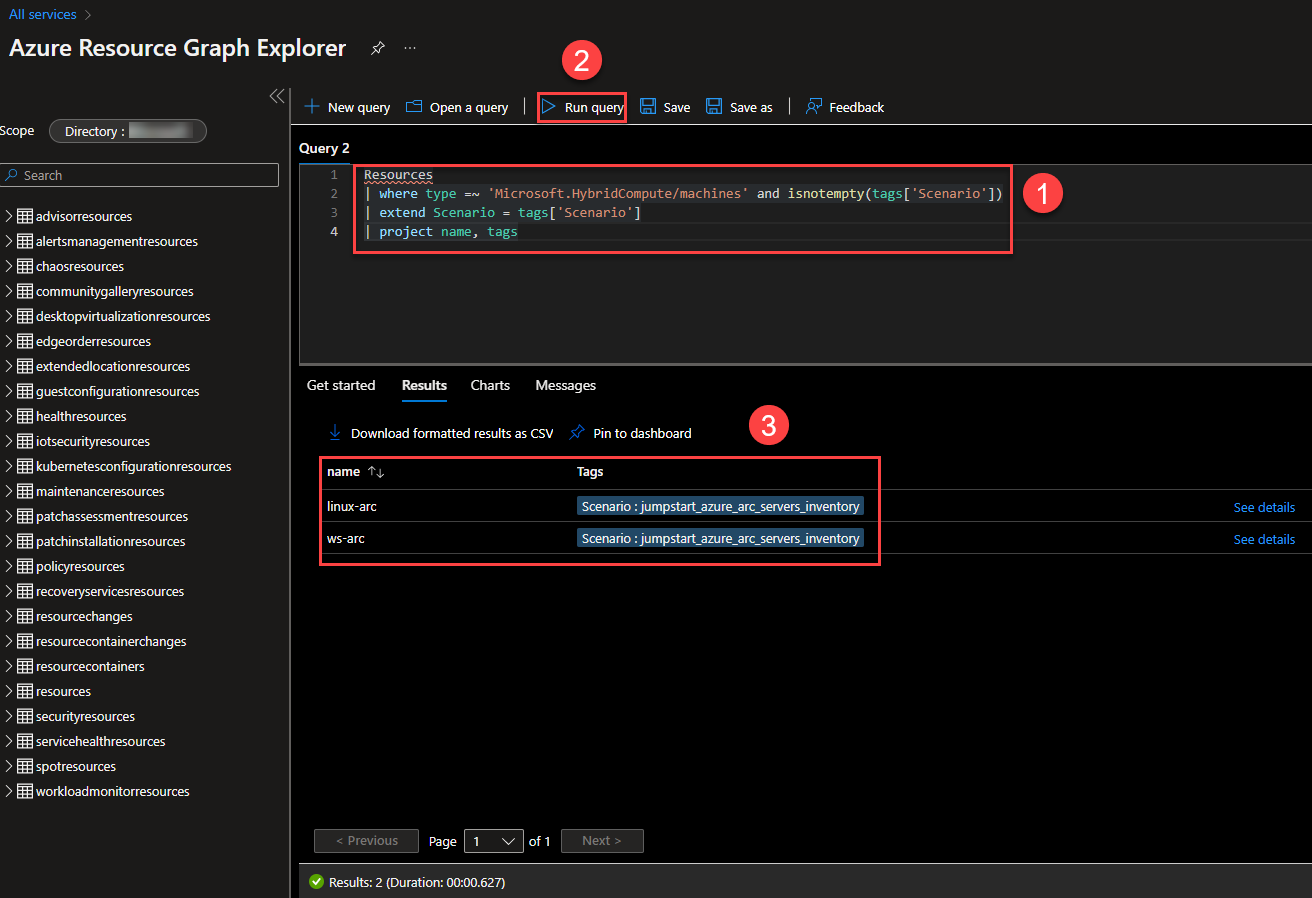 All services
Azure Resource Graph Explorer
2
New query Open a query Run query Save Save as Feedback
Scope Directory :
Search
advisorresources
alertsmanagementresources
chaosresources
communitygalleryresources
desktopvirtualizationresources
edgeorderresources
extendedlocationresources
guestconfigurationresources
healthresources
iotsecurityresources
kubernetesconfigurationresources
maintenanceresources
patchassessmentresources
patchinstallationresources
policyresources
recoveryservicesresources
resourcechanges
resourcecontainerchanges
resourcecontainers
resources
securityresources
servicehealthresources
spotresources
workloadmonitorresources
Query 2
1 Resources
2 | where type =~ 'Microsoft.HybridCompute/machines' and isnotempty(tags['Scenario'])
3 | extend Scenario = tags['Scenario']
4 | project name, tags
1
Get started Results Charts Messages
Download formatted results as CSV Pin to dashboard
3
name Tags
linux-arc Scenario : jumpstart_azure_arc_servers_inventory See details
ws-arc Scenario : jumpstart_azure_arc_servers_inventory See details
< Previous Page 1 of 1 Next >
Results: 2 (Duration: 00:00.627)